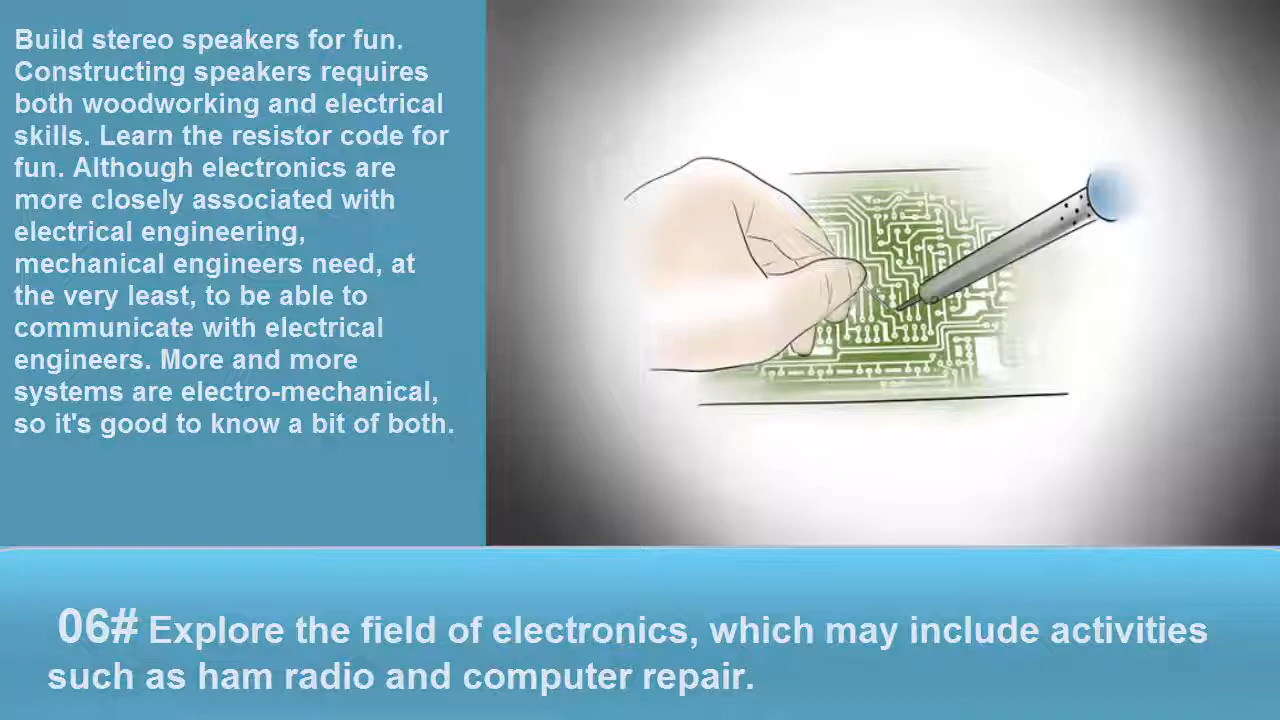 Build stereo speakers for fun.
Constructing speakers requires
both woodworking and electrical
skills. Learn the resistor code for
fun. Although electronics are
more closely associated with
electrical engineering,
mechanical engineers need, at
the very least, to be able to
communicate with electrical
engineers. More and more
systems are electro-mechanical,
so it's good to know a bit of both.
06# Explore the field of electronics, which may include activities
such as ham radio and computer repair.